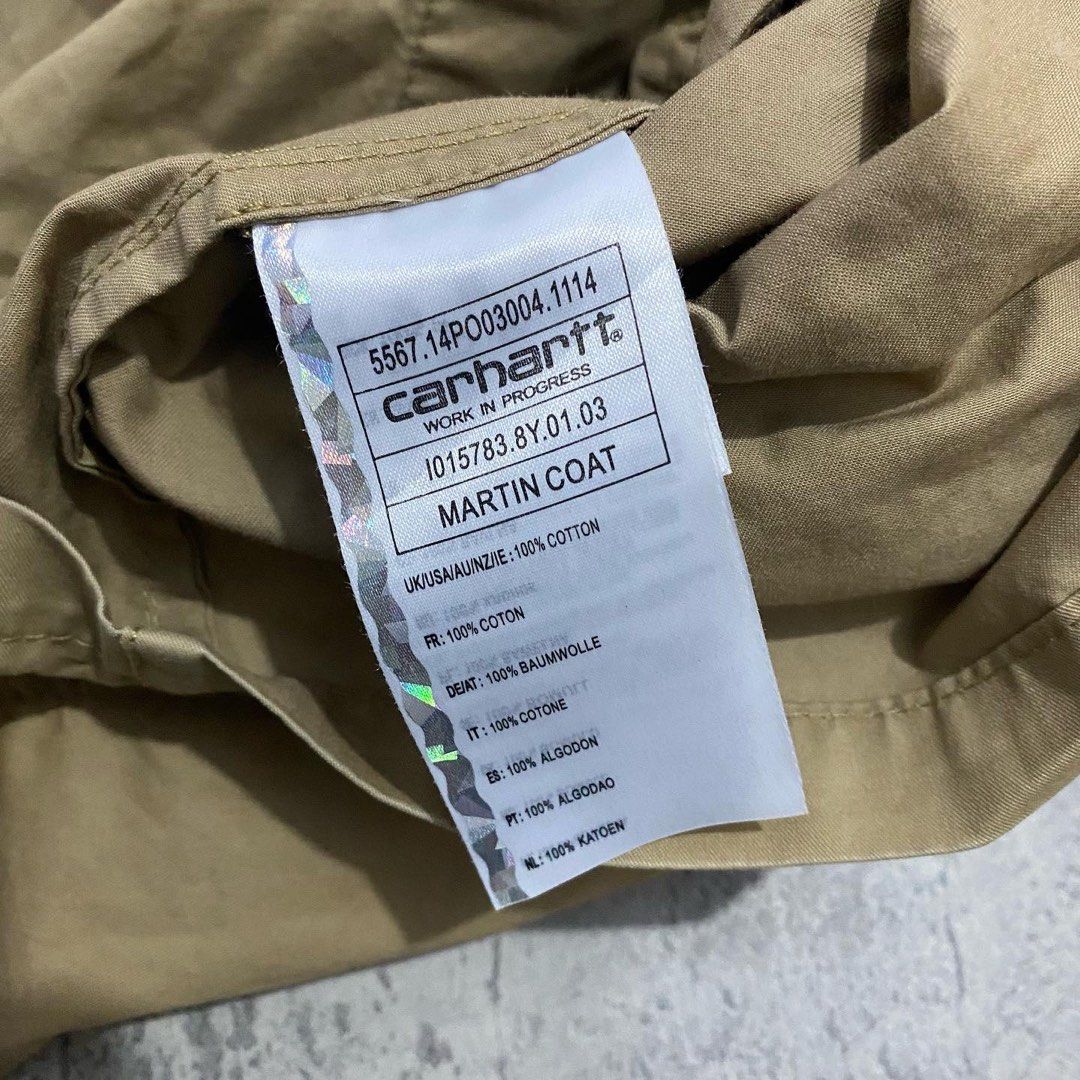 5567.14PO03004.1114
carhartt®
WORK IN PROGRESS
I015783.8Y.01.03
MARTIN COAT
UK/USA/AU/NZ/IE:100% COTTON
FR:100% COTON
DE/AT:100% BAUMWOLLE
IT:100% COTONE
ES:100% ALGODON
PT:100% ALGODAO
NL:100% KATOEN